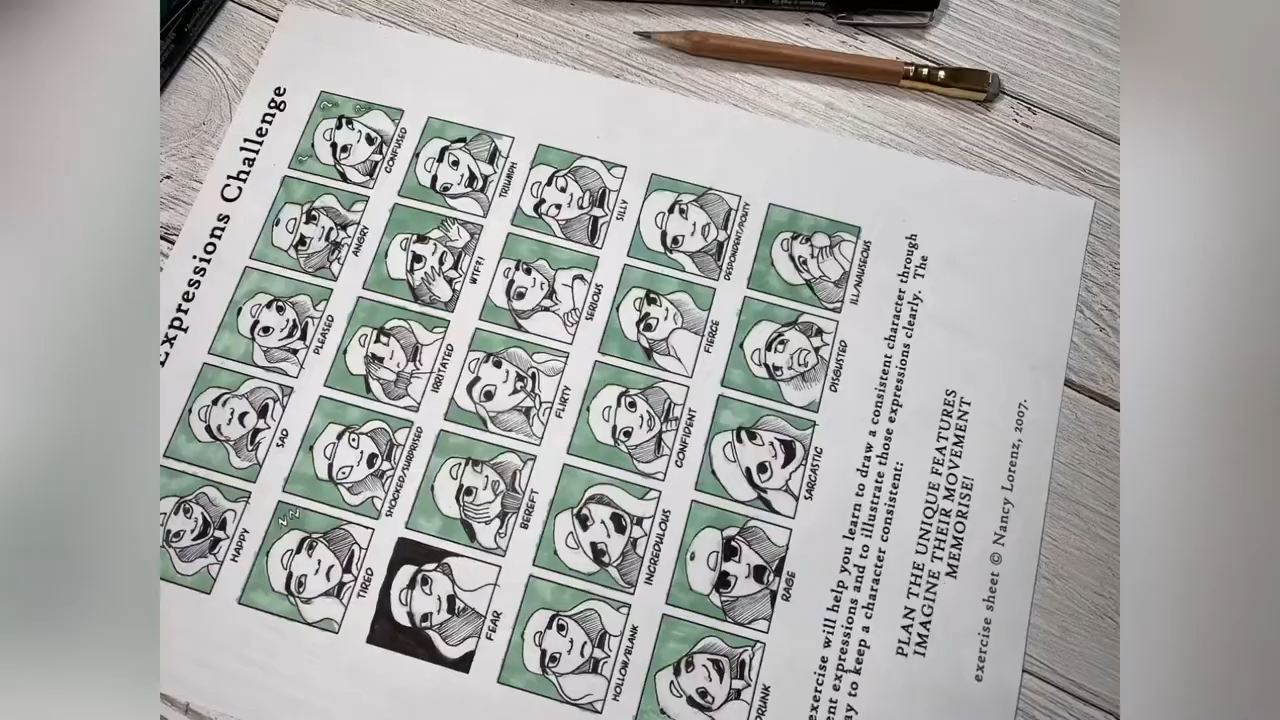 Expressions Challenge
HAPPY SAD PLEASED ANGRY CONFUSED
TIRED SHOCKED/SURPRISED IRRITATED WTF?! TRIUMPH
FEAR BEREFT FLIRTY SERIOUS SILLY
HOLLOW/BLANK INCREDULOUS CONFIDENT FIERCE DESPONDENT/POUTY
DRUNK RAGE SARCASTIC DISGUSTED ILL/NAUSEOUS
exercise will help you learn to draw a consistent character through
expressions and to illustrate those expressions clearly. The
to keep a character consistent:
PLAN THE UNIQUE FEATURES
IMAGINE THEIR MOVEMENT
MEMORISE!
exercise sheet © Nancy Lorenz, 2007.